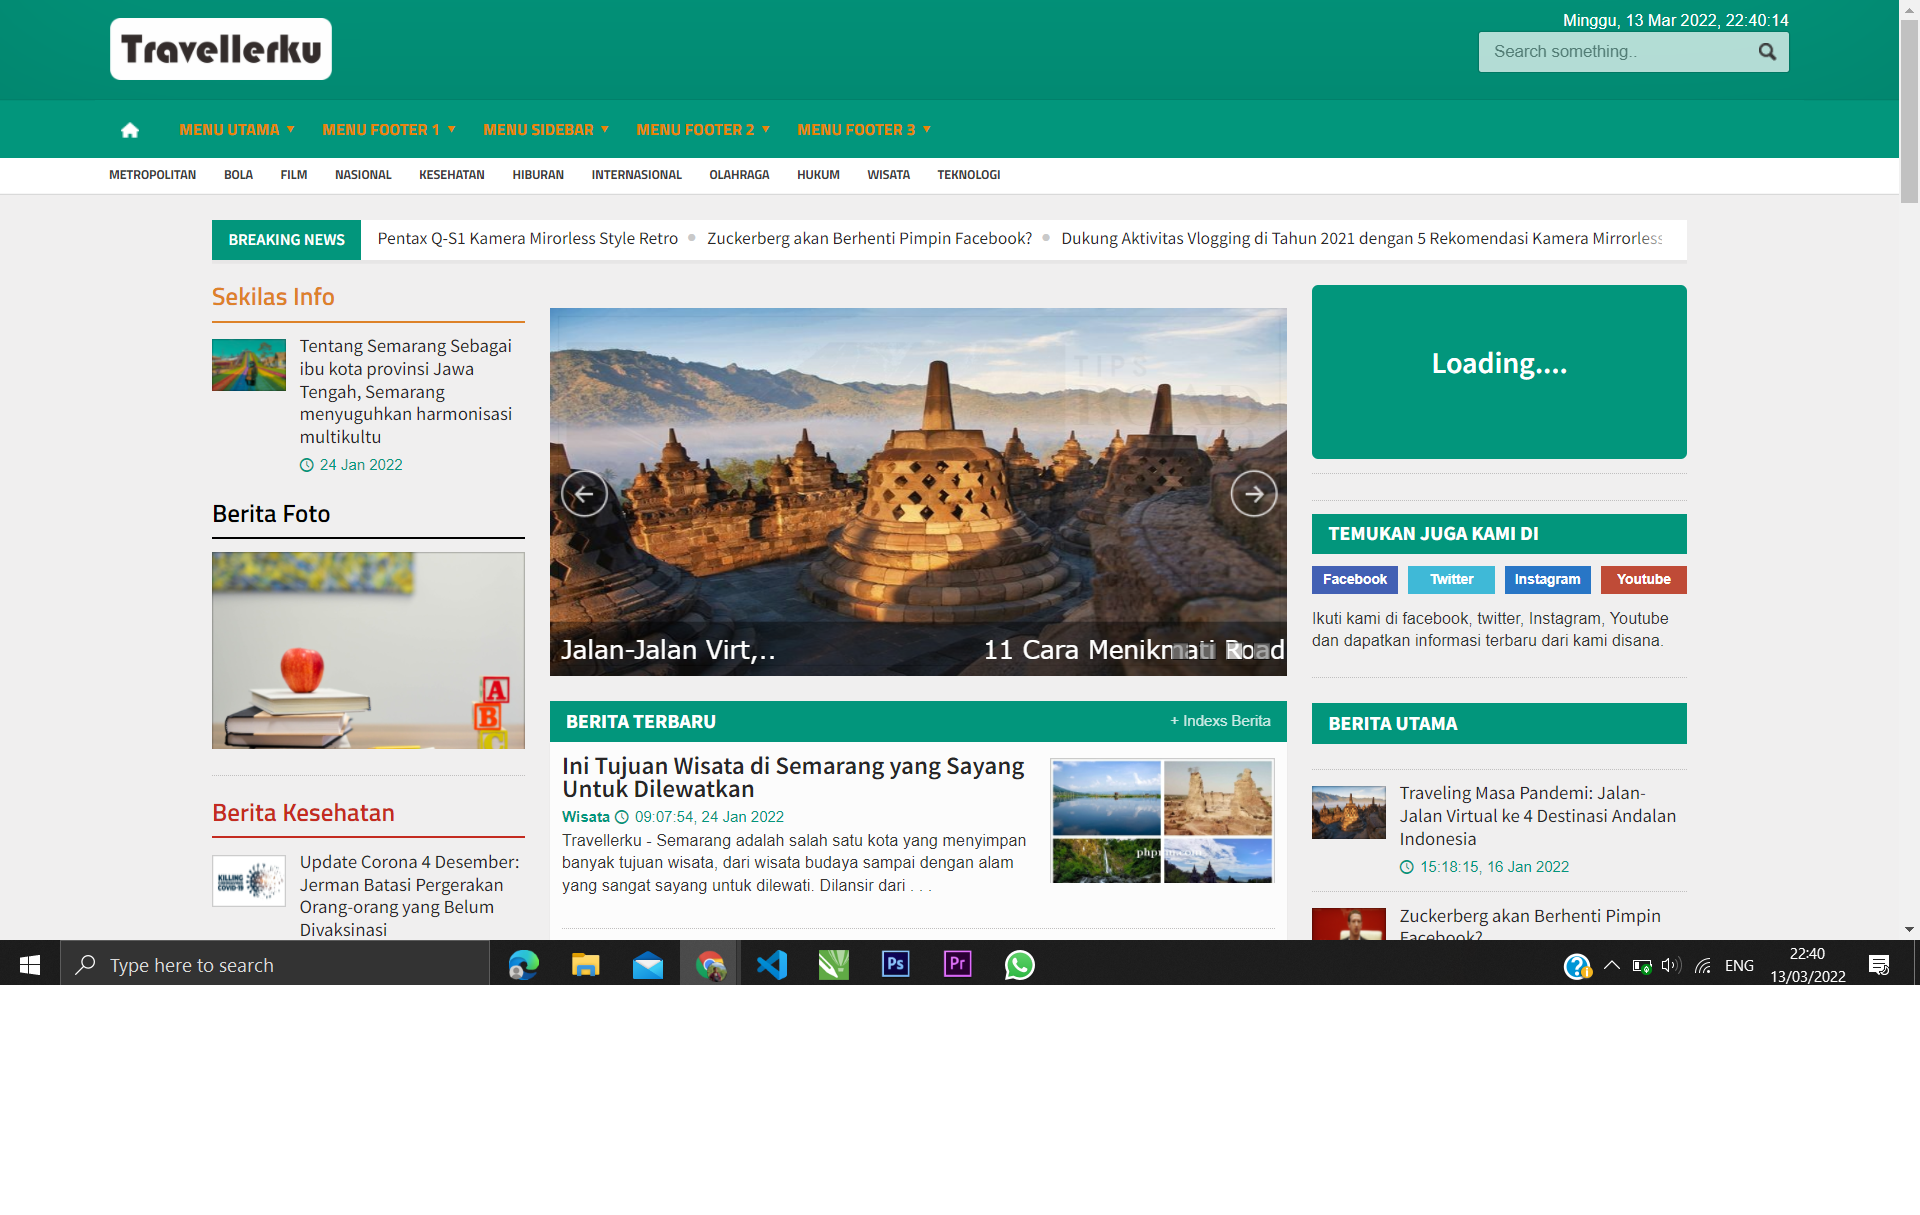 Travellerku
Minggu, 13 Mar 2022, 22:40:14
Search something..
MENU UTAMA
MENU FOOTER 1
MENU SIDEBAR
MENU FOOTER 2
MENU FOOTER 3
METROPOLITAN BOLA FILM NASIONAL KESEHATAN HIBURAN INTERNASIONAL OLAHRAGA HUKUM WISATA TEKNOLOGI
BREAKING NEWS
Pentax Q-S1 Kamera Mirorless Style Retro
Zuckerberg akan Berhenti Pimpin Facebook?
Dukung Aktivitas Vlogging di Tahun 2021 dengan 5 Rekomendasi Kamera Mirrorless
Sekilas Info
Tentang Semarang Sebagai
ibu kota provinsi Jawa
Tengah, Semarang
menyuguhkan harmonisasi
multikultu
24 Jan 2022
Berita Foto
A
B
C
Berita Kesehatan
KILLING
COVID-19
Update Corona 4 Desember:
Jerman Batasi Pergerakan
Orang-orang yang Belum
Divaksinasi
TIPS
ROAD
Jalan-Jalan Virt,..
11 Cara Menikmati Road
BERITA TERBARU
+ Indexs Berita
Ini Tujuan Wisata di Semarang yang Sayang
Untuk Dilewatkan
Wisata 09:07:54, 24 Jan 2022
Travellerku - Semarang adalah salah satu kota yang menyimpan
banyak tujuan wisata, dari wisata budaya sampai dengan alam
yang sangat sayang untuk dilewati. Dilansir dari . . .
Loading....
TEMUKAN JUGA KAMI DI
Facebook
Twitter
Instagram
Youtube
Ikuti kami di facebook, twitter, Instagram, Youtube
dan dapatkan informasi terbaru dari kami disana.
BERITA UTAMA
Traveling Masa Pandemi: Jalan-
Jalan Virtual ke 4 Destinasi Andalan
Indonesia
15:18:15, 16 Jan 2022
Zuckerberg akan Berhenti Pimpin
Facebook?
Type here to search
Ps
Pr
ENG
22:40
13/03/2022